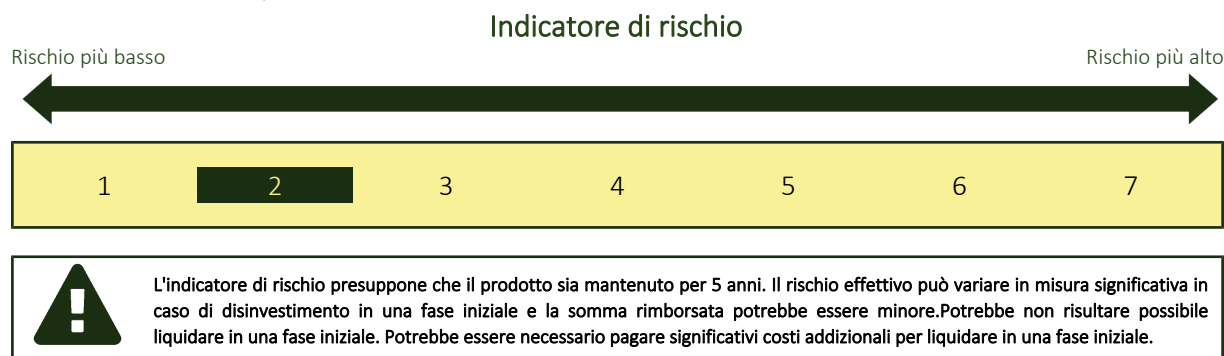 Indicatore di rischio
Rischio più basso Rischio più alto
1 2 3 4 5 6 7
L'indicatore di rischio presuppone che il prodotto sia mantenuto per 5 anni. Il rischio effettivo può variare in misura significativa in
caso di disinvestimento in una fase iniziale e la somma rimborsata potrebbe essere minore.Potrebbe non risultare possibile
liquidare in una fase iniziale. Potrebbe essere necessario pagare significativi costi addizionali per liquidare in una fase iniziale.